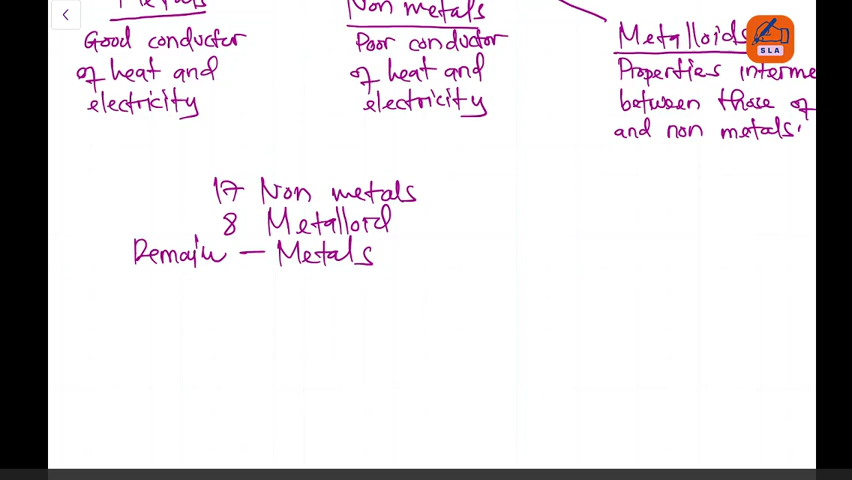 Metals
Good conductor
of heat and
electricity
Non metals
Poor conductor
of heat and
electricity
Metalloids
Properties interme
between those of
and non metals.
SLA
17 Non metals
8 Metalloid
Remain — Metals